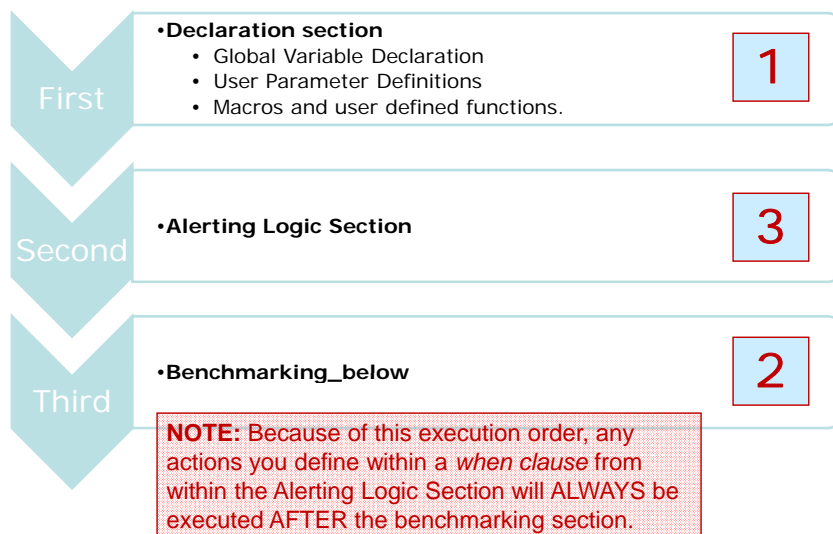 First
•Declaration section
• Global Variable Declaration
• User Parameter Definitions
• Macros and user defined functions.
1
Second
•Alerting Logic Section
3
Third
•Benchmarking_below
2
NOTE: Because of this execution order, any
actions you define within a when clause from
within the Alerting Logic Section will ALWAYS be
executed AFTER the benchmarking section.